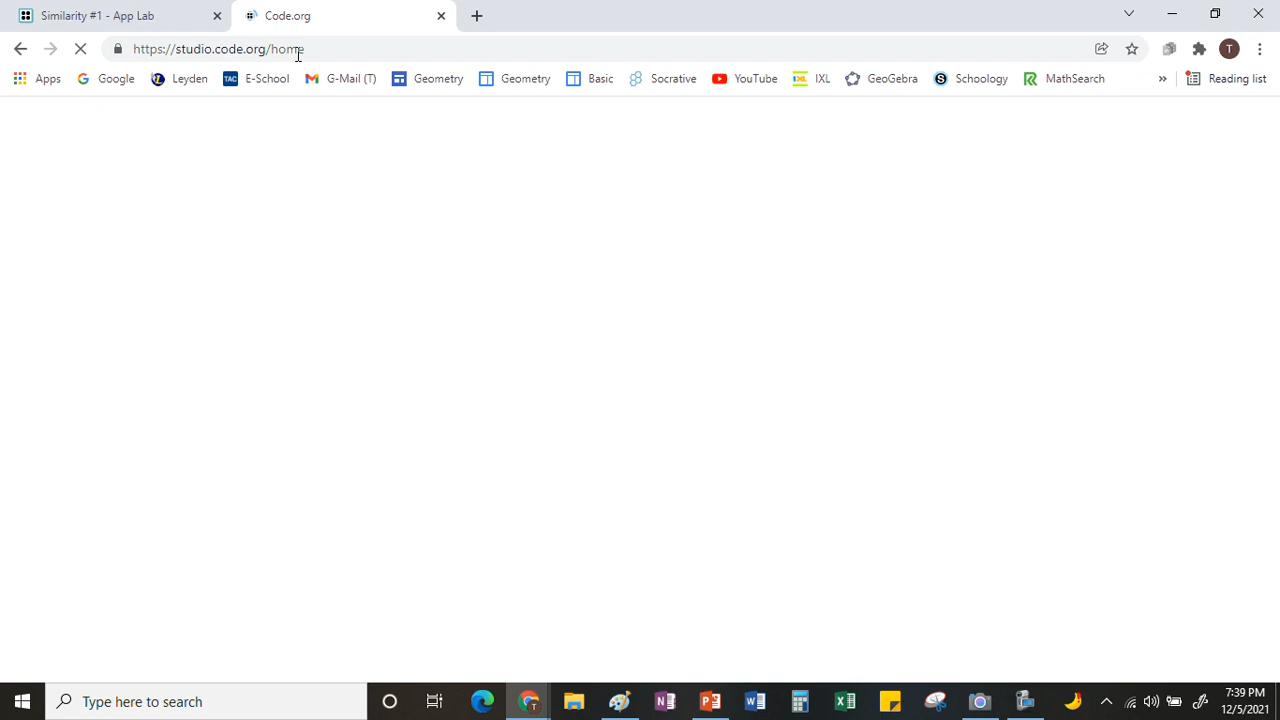 Similarity #1 - App Lab Code.org
https://studio.code.org/home T
Apps Google Leyden E-School G-Mail (T) Geometry Geometry Basic Socrative YouTube IXL GeoGebra Schoology MathSearch » Reading list
Type here to search
7:39 PM
12/5/2021